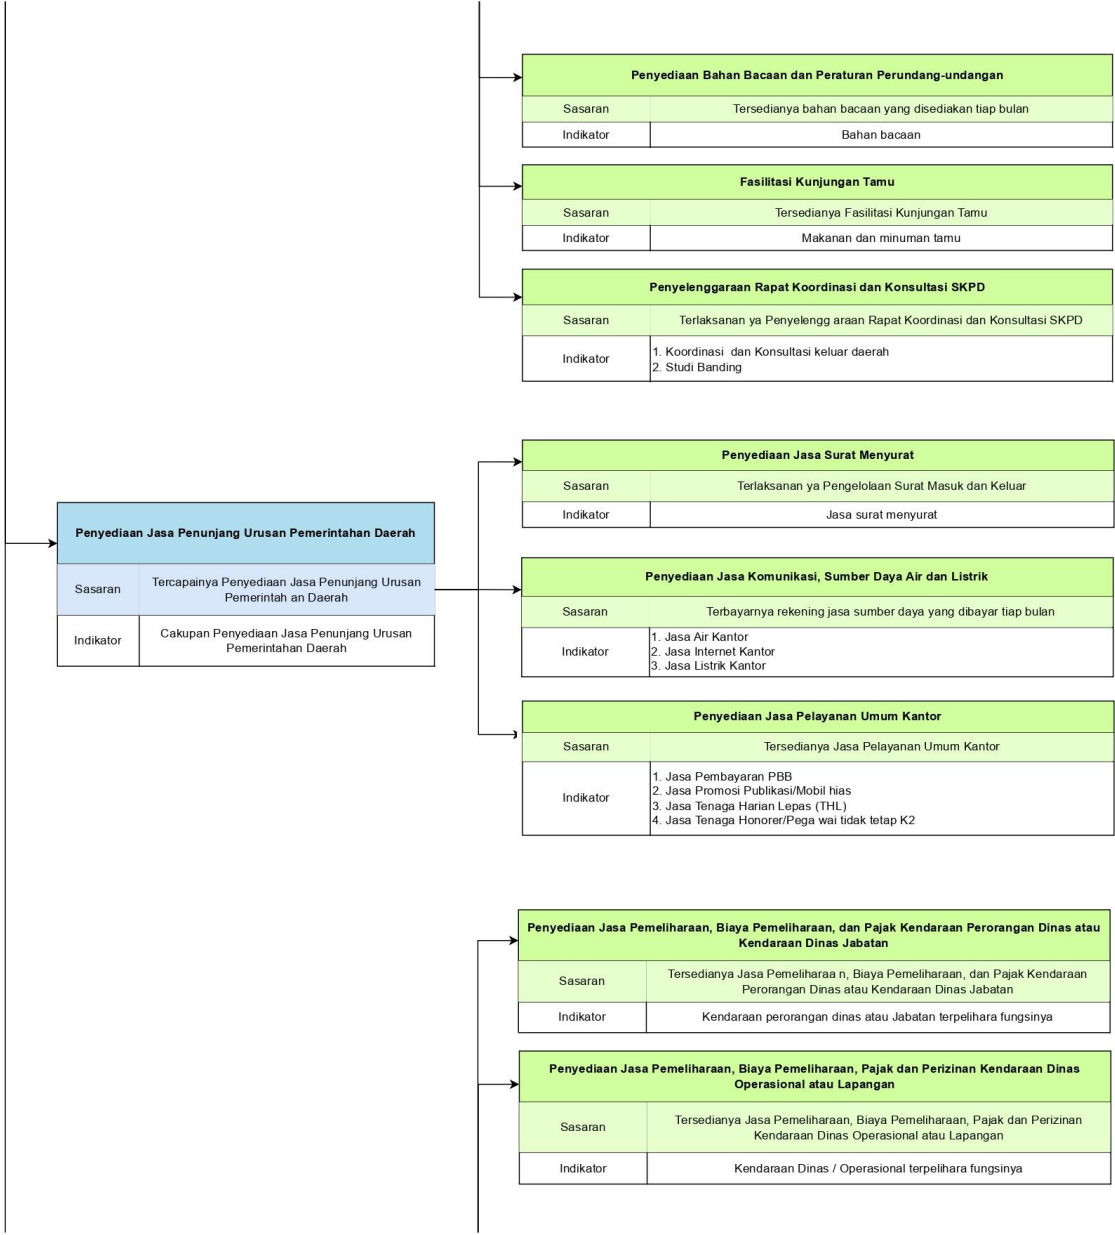 Penyediaan Bahan Bacaan dan Peraturan Perundang-undangan
Sasaran Tersedianya bahan bacaan yang disediakan tiap bulan
Indikator Bahan bacaan
Fasilitasi Kunjungan Tamu
Sasaran Tersedianya Fasilitasi Kunjungan Tamu
Indikator Makanan dan minuman tamu
Penyelenggaraan Rapat Koordinasi dan Konsultasi SKPD
Sasaran Terlaksanan ya Penyelengg araan Rapat Koordinasi dan Konsultasi SKPD
Indikator
1. Koordinasi dan Konsultasi keluar daerah
2. Studi Banding
Penyediaan Jasa Penunjang Urusan Pemerintahan Daerah
Sasaran
Tercapainya Penyediaan Jasa Penunjang Urusan
Pemerintah an Daerah
Indikator
Cakupan Penyediaan Jasa Penunjang Urusan
Pemerintahan Daerah
Penyediaan Jasa Surat Menyurat
Sasaran Terlaksanan ya Pengelolaan Surat Masuk dan Keluar
Indikator Jasa surat menyurat
Penyediaan Jasa Komunikasi, Sumber Daya Air dan Listrik
Sasaran Terbayarnya rekening jasa sumber daya yang dibayar tiap bulan
Indikator
1. Jasa Air Kantor
2. Jasa Internet Kantor
3. Jasa Listrik Kantor
Penyediaan Jasa Pelayanan Umum Kantor
Sasaran Tersedianya Jasa Pelayanan Umum Kantor
Indikator
1. Jasa Pembayaran PBB
2. Jasa Promosi Publikasi/Mobil hias
3. Jasa Tenaga Harian Lepas (THL)
4. Jasa Tenaga Honorer/Pega wai tidak tetap K2
Penyediaan Jasa Pemeliharaan, Biaya Pemeliharaan, dan Pajak Kendaraan Perorangan Dinas atau
Kendaraan Dinas Jabatan
Sasaran
Tersedianya Jasa Pemeliharaa n, Biaya Pemeliharaan, dan Pajak Kendaraan
Perorangan Dinas atau Kendaraan Dinas Jabatan
Indikator Kendaraan perorangan dinas atau Jabatan terpelihara fungsinya
Penyediaan Jasa Pemeliharaan, Biaya Pemeliharaan, Pajak dan Perizinan Kendaraan Dinas
Operasional atau Lapangan
Sasaran
Tersedianya Jasa Pemeliharaan, Biaya Pemeliharaan, Pajak dan Perizinan
Kendaraan Dinas Operasional atau Lapangan
Indikator Kendaraan Dinas / Operasional terpelihara fungsinya